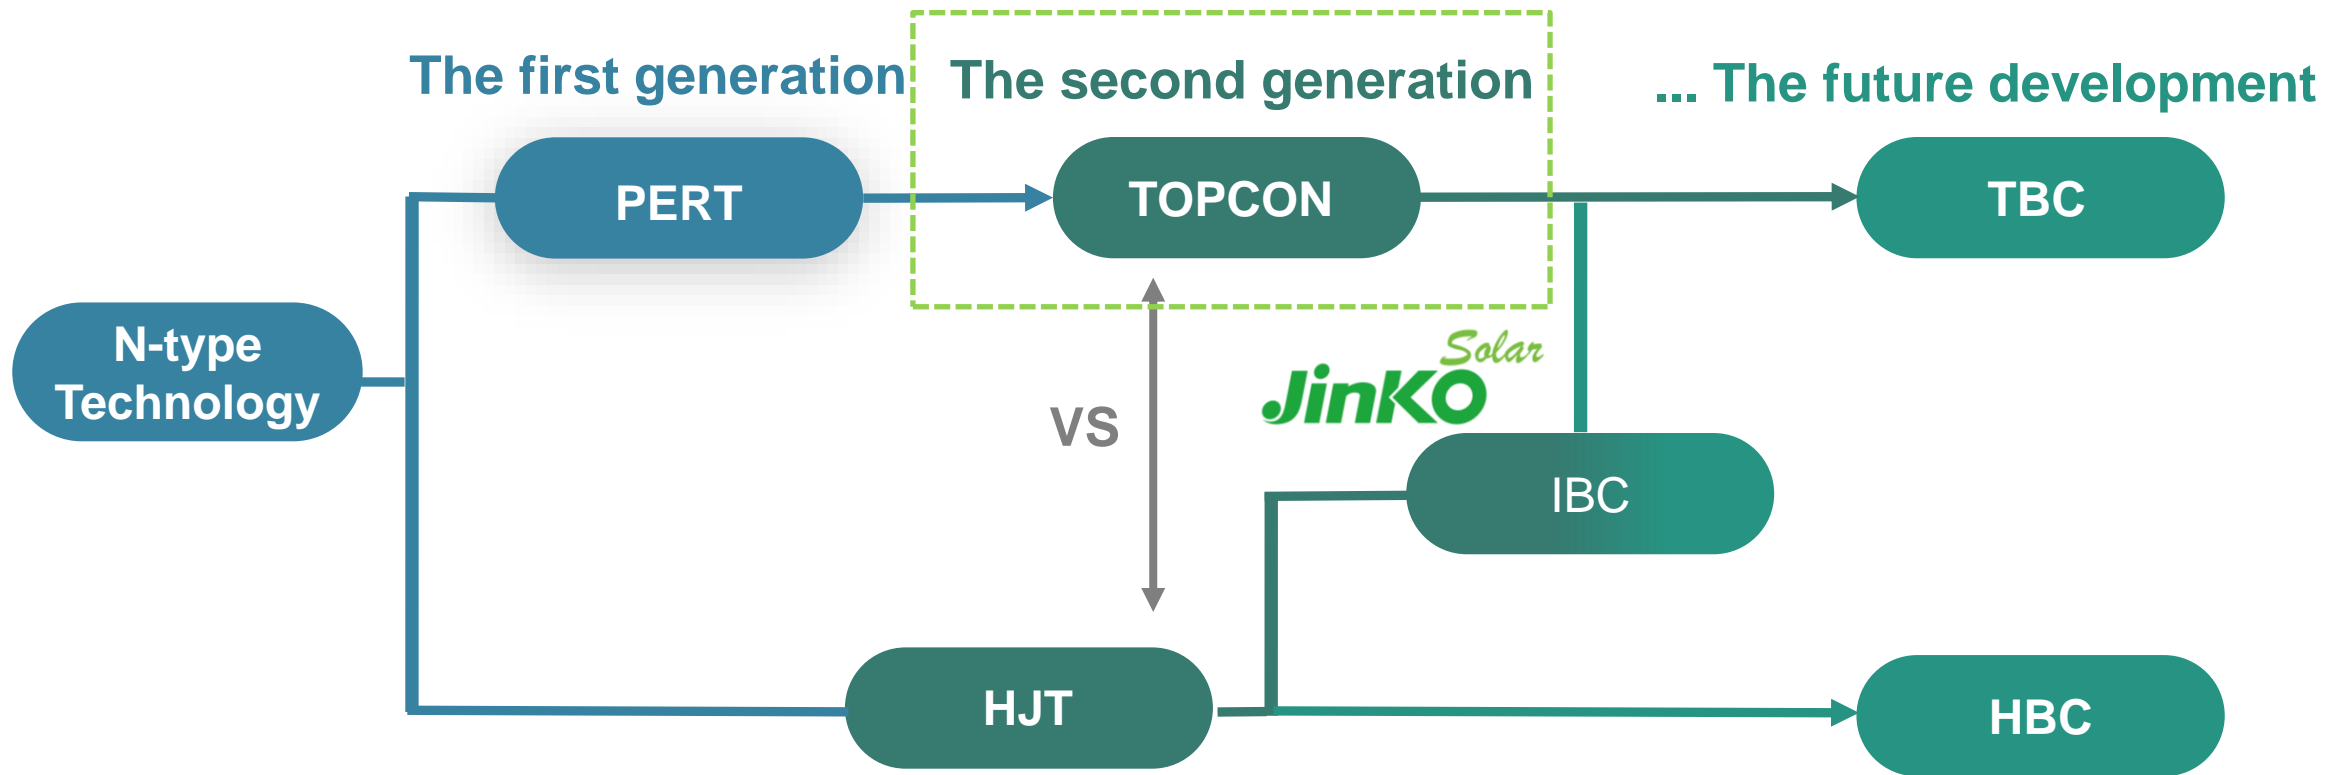 The first generation
The second generation
... The future development
PERT
TOPCON
TBC
N-type
Technology
Solar
JinKO
VS
IBC
HJT
HBC